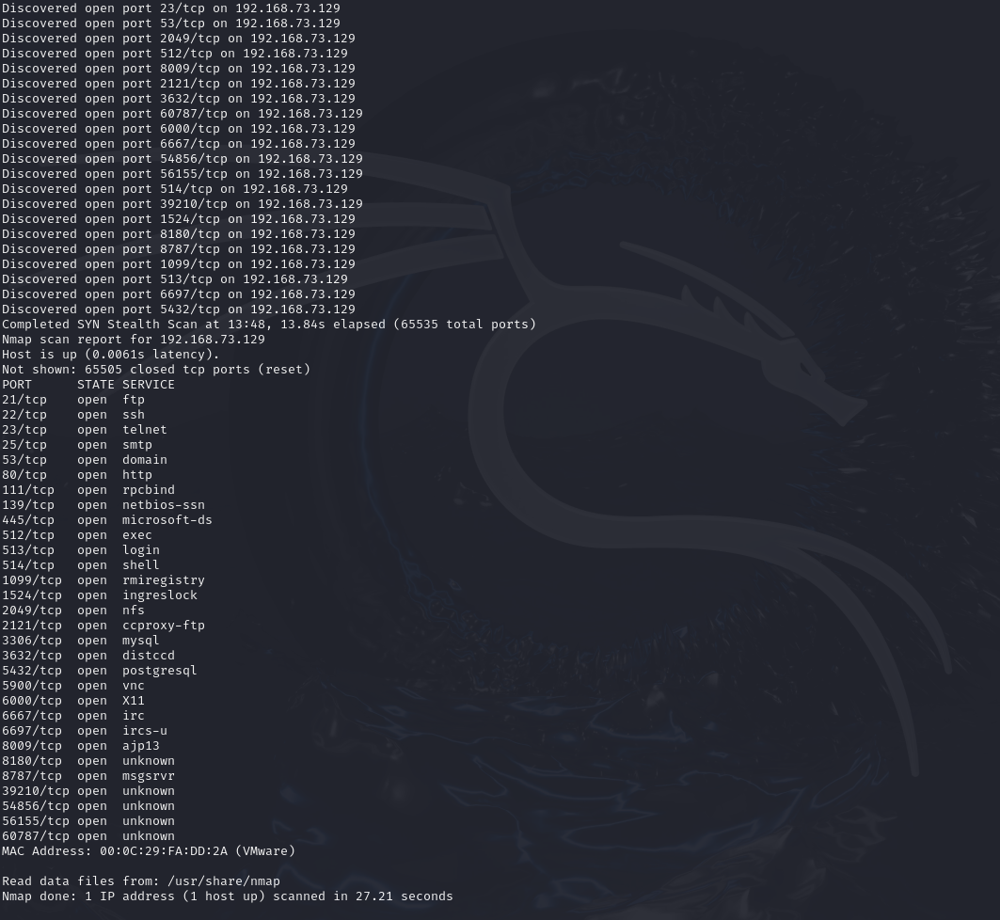 Discovered open port 23/tcp on 192.168.73.129
Discovered open port 53/tcp on 192.168.73.129
Discovered open port 2049/tcp on 192.168.73.129
Discovered open port 512/tcp on 192.168.73.129
Discovered open port 8009/tcp on 192.168.73.129
Discovered open port 2121/tcp on 192.168.73.129
Discovered open port 3632/tcp on 192.168.73.129
Discovered open port 60787/tcp on 192.168.73.129
Discovered open port 6000/tcp on 192.168.73.129
Discovered open port 6667/tcp on 192.168.73.129
Discovered open port 54856/tcp on 192.168.73.129
Discovered open port 56155/tcp on 192.168.73.129
Discovered open port 514/tcp on 192.168.73.129
Discovered open port 39210/tcp on 192.168.73.129
Discovered open port 1524/tcp on 192.168.73.129
Discovered open port 8180/tcp on 192.168.73.129
Discovered open port 8787/tcp on 192.168.73.129
Discovered open port 1099/tcp on 192.168.73.129
Discovered open port 513/tcp on 192.168.73.129
Discovered open port 6697/tcp on 192.168.73.129
Discovered open port 5432/tcp on 192.168.73.129
Completed SYN Stealth Scan at 13:48, 13.84s elapsed (65535 total ports)
Nmap scan report for 192.168.73.129
Host is up (0.0061s latency).
Not shown: 65505 closed tcp ports (reset)
PORT      STATE SERVICE
21/tcp    open  ftp
22/tcp    open  ssh
23/tcp    open  telnet
25/tcp    open  smtp
53/tcp    open  domain
80/tcp    open  http
111/tcp   open  rpcbind
139/tcp   open  netbios-ssn
445/tcp   open  microsoft-ds
512/tcp   open  exec
513/tcp   open  login
514/tcp   open  shell
1099/tcp  open  rmiregistry
1524/tcp  open  ingreslock
2049/tcp  open  nfs
2121/tcp  open  ccproxy-ftp
3306/tcp  open  mysql
3632/tcp  open  distccd
5432/tcp  open  postgresql
5900/tcp  open  vnc
6000/tcp  open  X11
6667/tcp  open  irc
6697/tcp  open  ircs-u
8009/tcp  open  ajp13
8180/tcp  open  unknown
8787/tcp  open  msgsrvr
39210/tcp open  unknown
54856/tcp open  unknown
56155/tcp open  unknown
60787/tcp open  unknown
MAC Address: 00:0C:29:FA:DD:2A (VMware)
Read data files from: /usr/share/nmap
Nmap done: 1 IP address (1 host up) scanned in 27.21 seconds